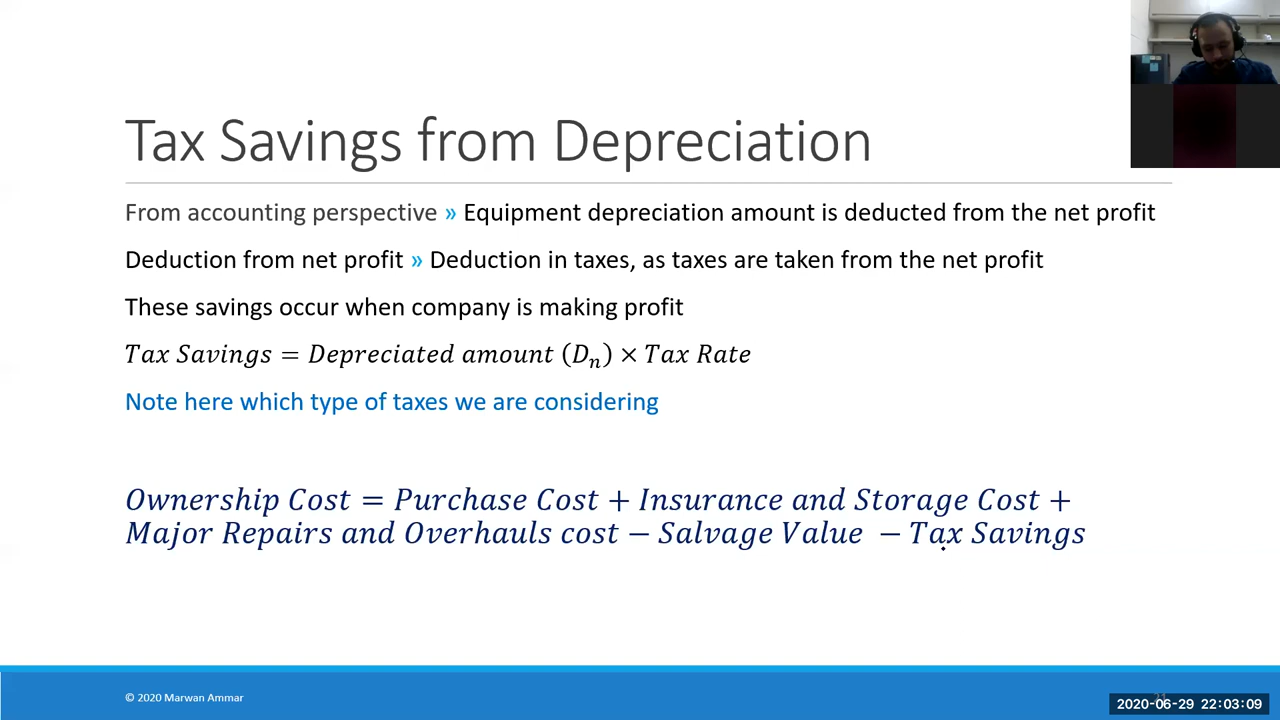 Tax Savings from Depreciation
From accounting perspective » Equipment depreciation amount is deducted from the net profit
Deduction from net profit » Deduction in taxes, as taxes are taken from the net profit
These savings occur when company is making profit
Tax Savings = Depreciated amount (Dₙ) × Tax Rate
Note here which type of taxes we are considering
Ownership Cost = Purchase Cost + Insurance and Storage Cost +
Major Repairs and Overhauls cost − Salvage Value − Tax Savings
© 2020 Marwan Ammar
2020-06-29 22:03:09